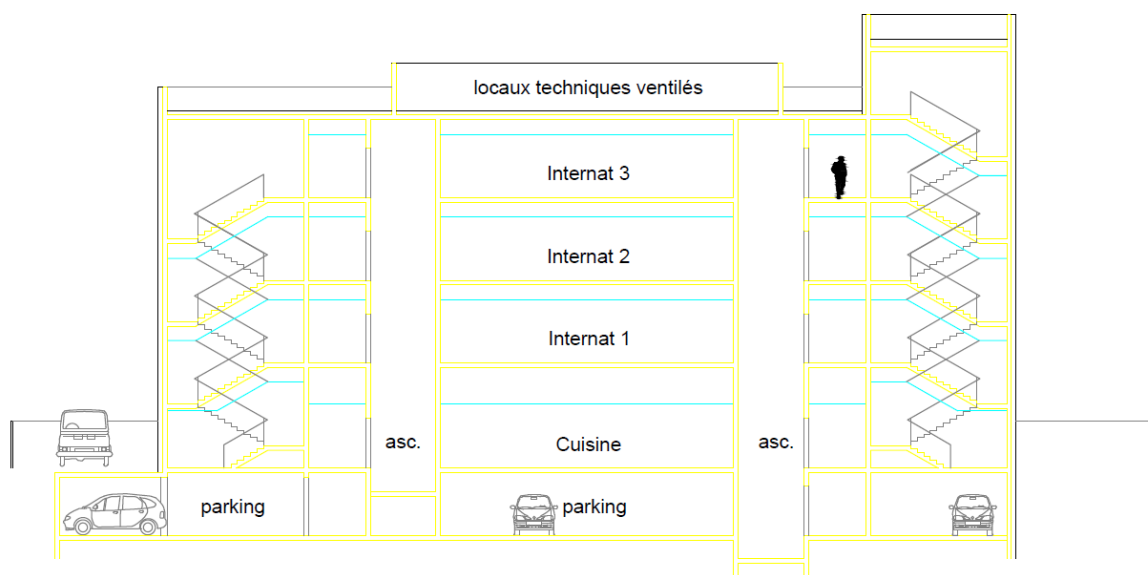 locaux techniques ventilés
Internat 3
Internat 2
Internat 1
asc.
Cuisine
asc.
parking
parking